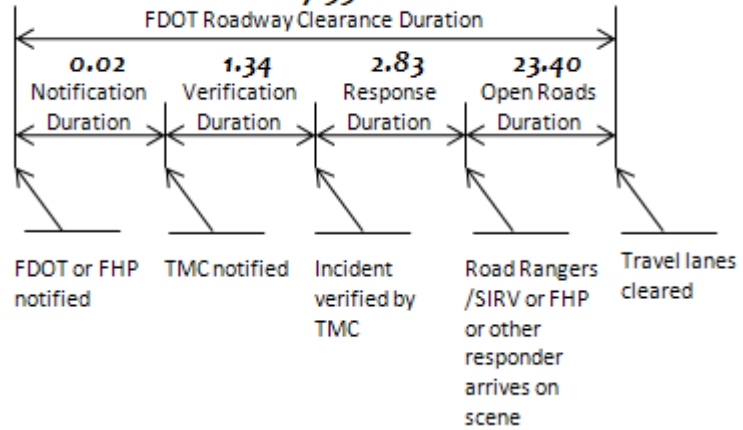 FDOT Roadway Clearance Duration
0.02
Notification
Duration
1.34
Verification
Duration
2.83
Response
Duration
23.40
Open Roads
Duration
FDOT or FHP
notified
TMC notified
Incident
verified by
TMC
Road Rangers
/SIRV or FHP
or other
responder
arrives on
scene
Travel lanes
cleared